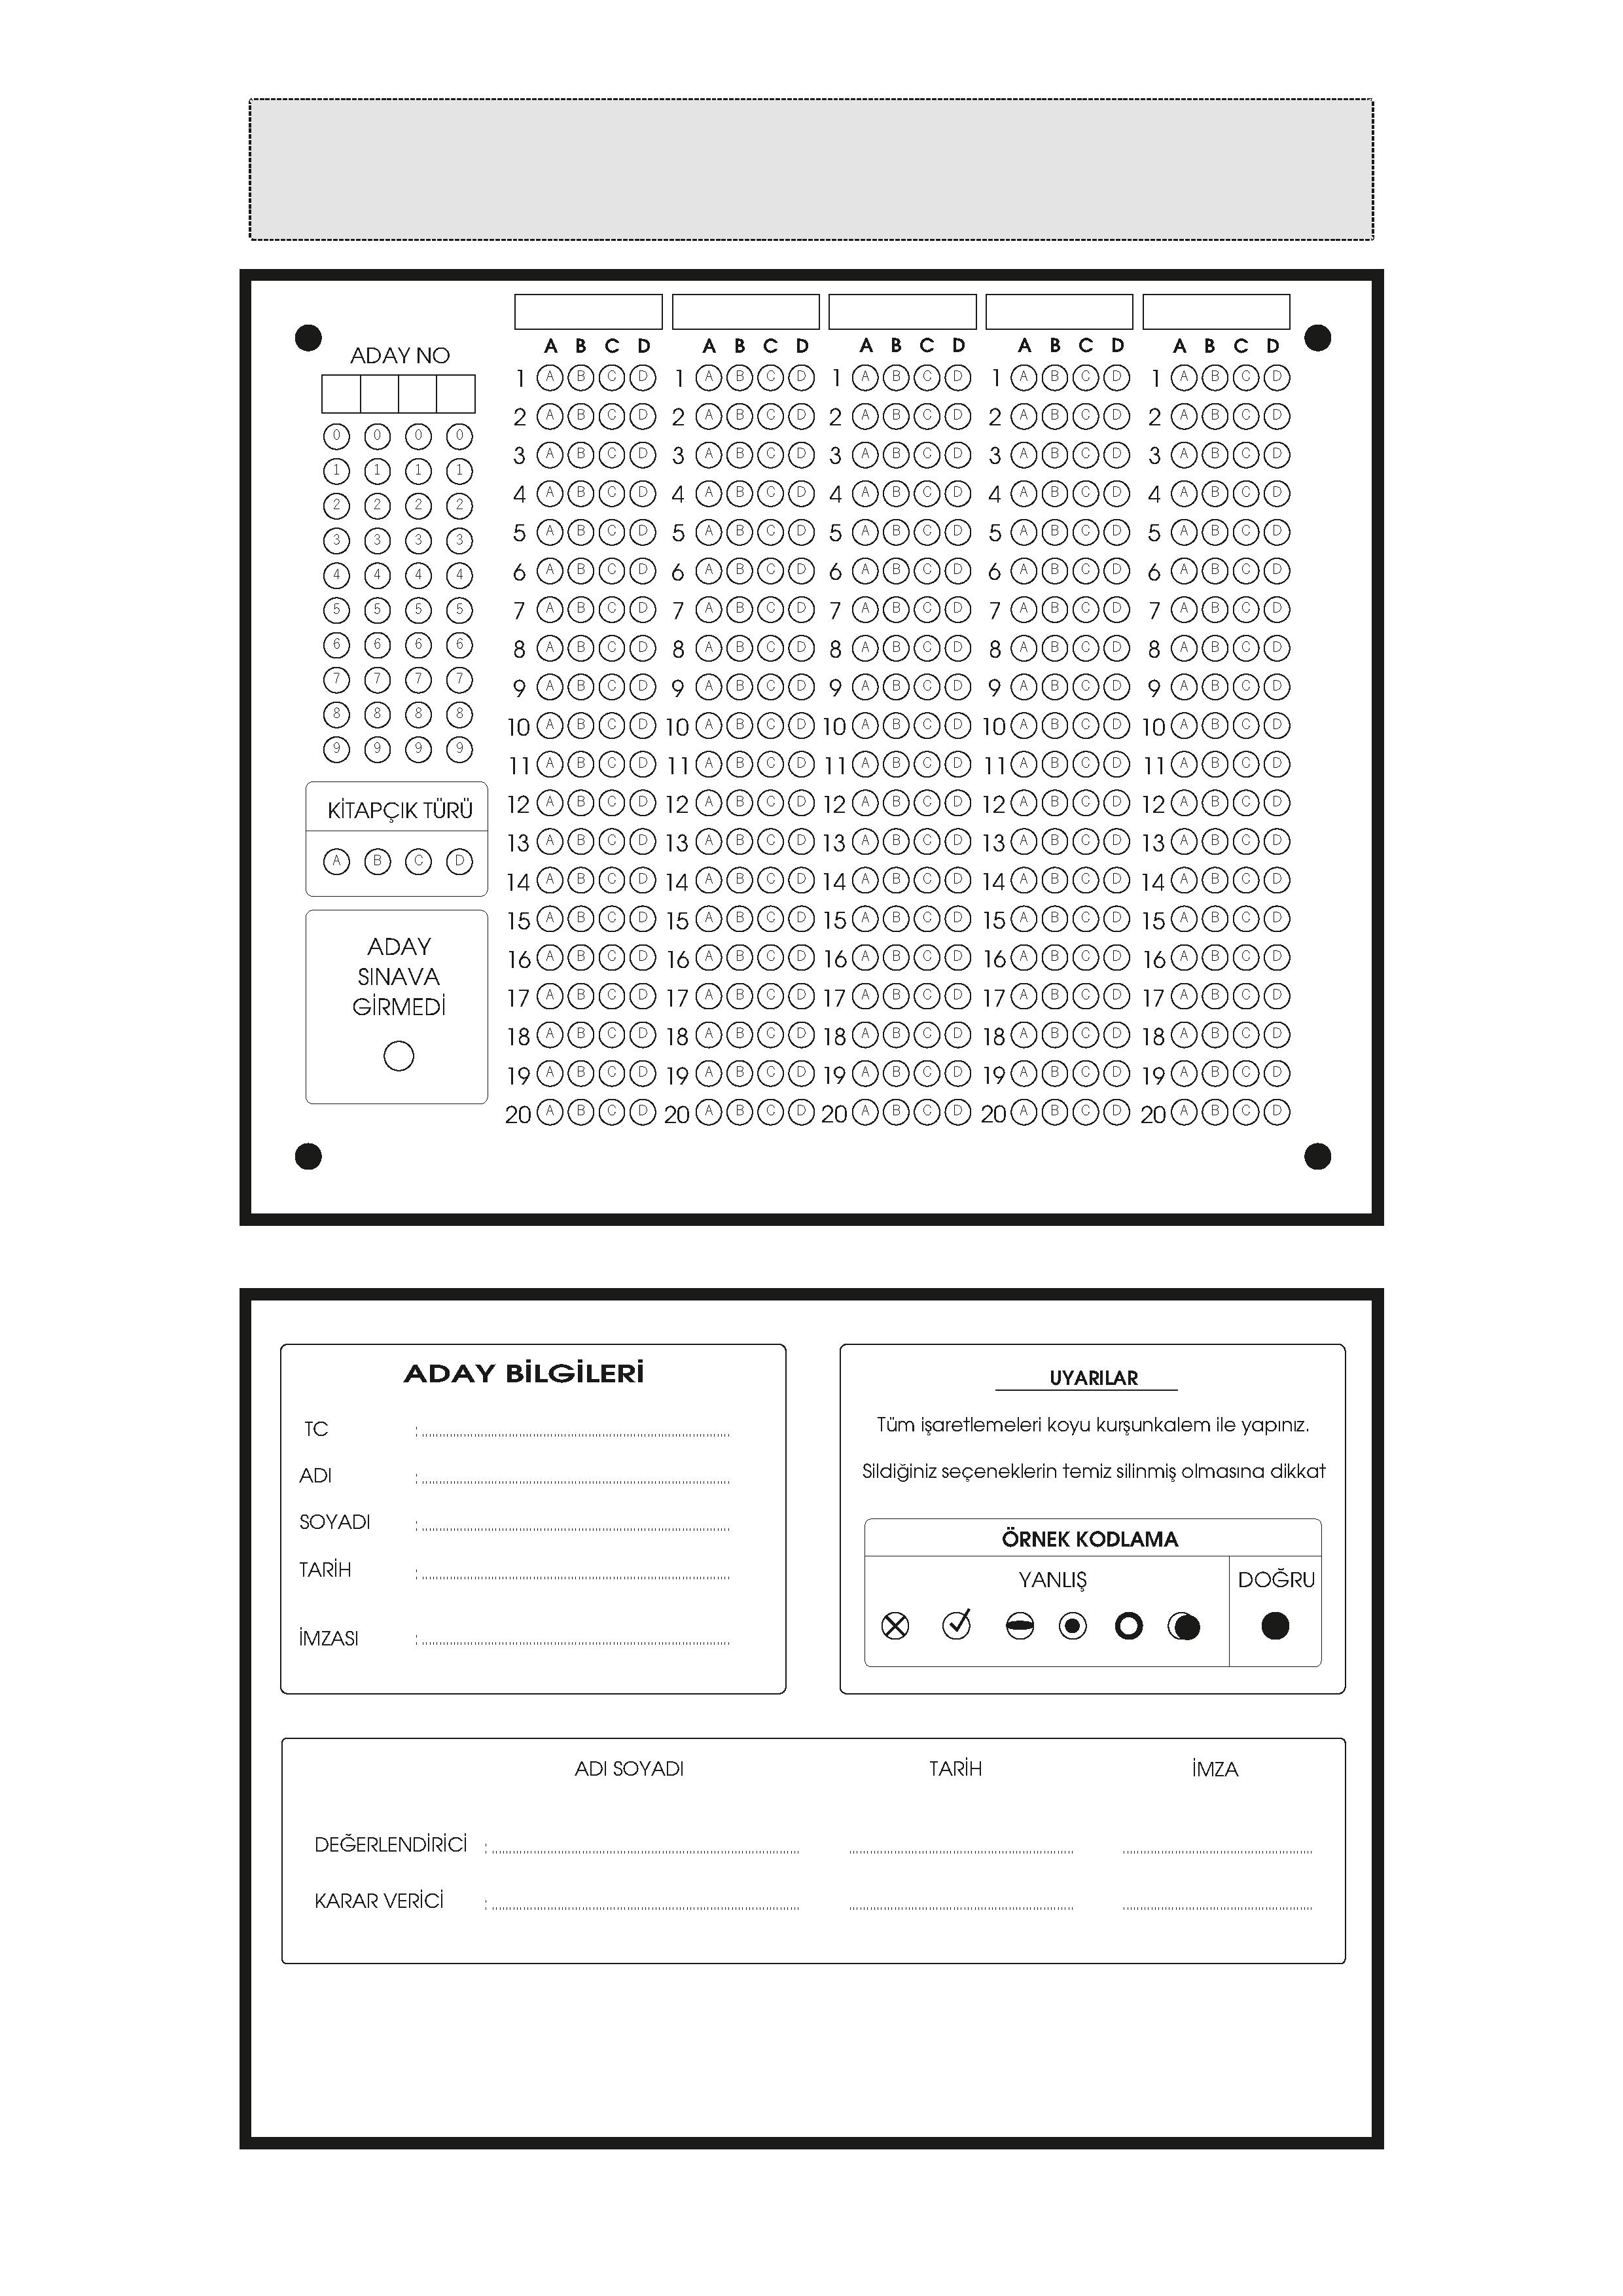 ADAY NO
A B C D A B C D A B C D A B C D A B C D
1 A B C D 1 A B C D 1 A B C D 1 A B C D 1 A B C D
2 A B C D 2 A B C D 2 A B C D 2 A B C D 2 A B C D
3 A B C D 3 A B C D 3 A B C D 3 A B C D 3 A B C D
4 A B C D 4 A B C D 4 A B C D 4 A B C D 4 A B C D
5 A B C D 5 A B C D 5 A B C D 5 A B C D 5 A B C D
6 A B C D 6 A B C D 6 A B C D 6 A B C D 6 A B C D
7 A B C D 7 A B C D 7 A B C D 7 A B C D 7 A B C D
8 A B C D 8 A B C D 8 A B C D 8 A B C D 8 A B C D
9 A B C D 9 A B C D 9 A B C D 9 A B C D 9 A B C D
10 A B C D 10 A B C D 10 A B C D 10 A B C D 10 A B C D
11 A B C D 11 A B C D 11 A B C D 11 A B C D 11 A B C D
12 A B C D 12 A B C D 12 A B C D 12 A B C D 12 A B C D
13 A B C D 13 A B C D 13 A B C D 13 A B C D 13 A B C D
14 A B C D 14 A B C D 14 A B C D 14 A B C D 14 A B C D
15 A B C D 15 A B C D 15 A B C D 15 A B C D 15 A B C D
16 A B C D 16 A B C D 16 A B C D 16 A B C D 16 A B C D
17 A B C D 17 A B C D 17 A B C D 17 A B C D 17 A B C D
18 A B C D 18 A B C D 18 A B C D 18 A B C D 18 A B C D
19 A B C D 19 A B C D 19 A B C D 19 A B C D 19 A B C D
20 A B C D 20 A B C D 20 A B C D 20 A B C D 20 A B C D
0 0 0 0
1 1 1 1
2 2 2 2
3 3 3 3
4 4 4 4
5 5 5 5
6 6 6 6
7 7 7 7
8 8 8 8
9 9 9 9
KİTAPÇIK TÜRÜ
A B C D
ADAY
SINAVA
GİRMEDİ
ADAY BİLGİLERİ
TC :
ADI :
SOYADI :
TARİH :
İMZASI :
UYARILAR
Tüm işaretlemeleri koyu kurşunkalem ile yapınız.
Sildiğiniz seçeneklerin temiz silinmiş olmasına dikkat
ÖRNEK KODLAMA
YANLIŞ DOĞRU
ADI SOYADI TARİH İMZA
DEĞERLENDİRİCİ :
KARAR VERİCİ :